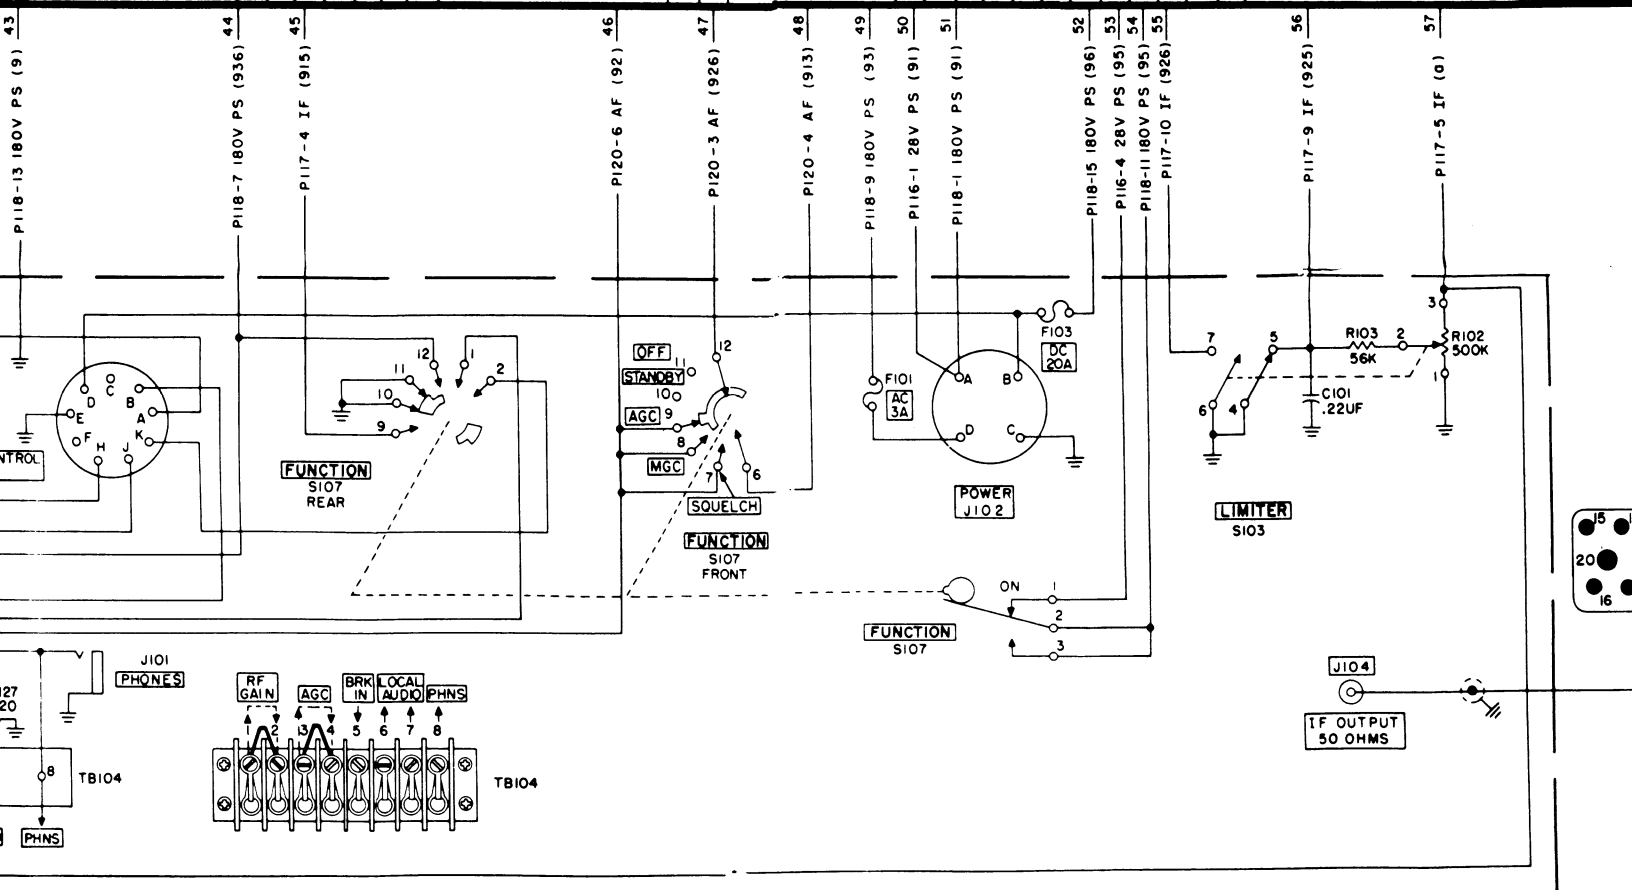 43
44
45
46
47
48
49
50
51
52
53
54
55
56
57
P118-13 180V PS (9)
P118-7 180V PS (936)
P117-4 IF (915)
P120-6 AF (92)
P120-3 AF (926)
P120-4 AF (913)
P118-9 180V PS (93)
P116-1 28V PS (91)
P118-1 180V PS (91)
P118-15 180V PS (96)
P116-4 28V PS (95)
P118-11 180V PS (95)
P117-10 IF (926)
P117-9 IF (925)
P117-5 IF (a)
D
C
B
A
E
F
H
J
K
NTROL
12
1
11
2
10
9
FUNCTION
S107
REAR
OFF
11
12
STANDBY
10
AGC
9
8
MGC
7
6
SQUELCH
FUNCTION
S107
FRONT
F101
AC
3A
A
B
D
C
F103
DC
20A
POWER
J102
7
5
6
4
R103
56K
2
3
R102
500K
1
C101
.22UF
LIMITER
S103
ON
1
2
3
FUNCTION
S107
15
1
20
16
J101
PHONES
127
20
8
TB104
PHNS
RF
GAIN
AGC
BRK
IN
LOCAL
AUDIO
PHNS
2
3
4
5
6
7
8
TB104
J104
IF OUTPUT
50 OHMS